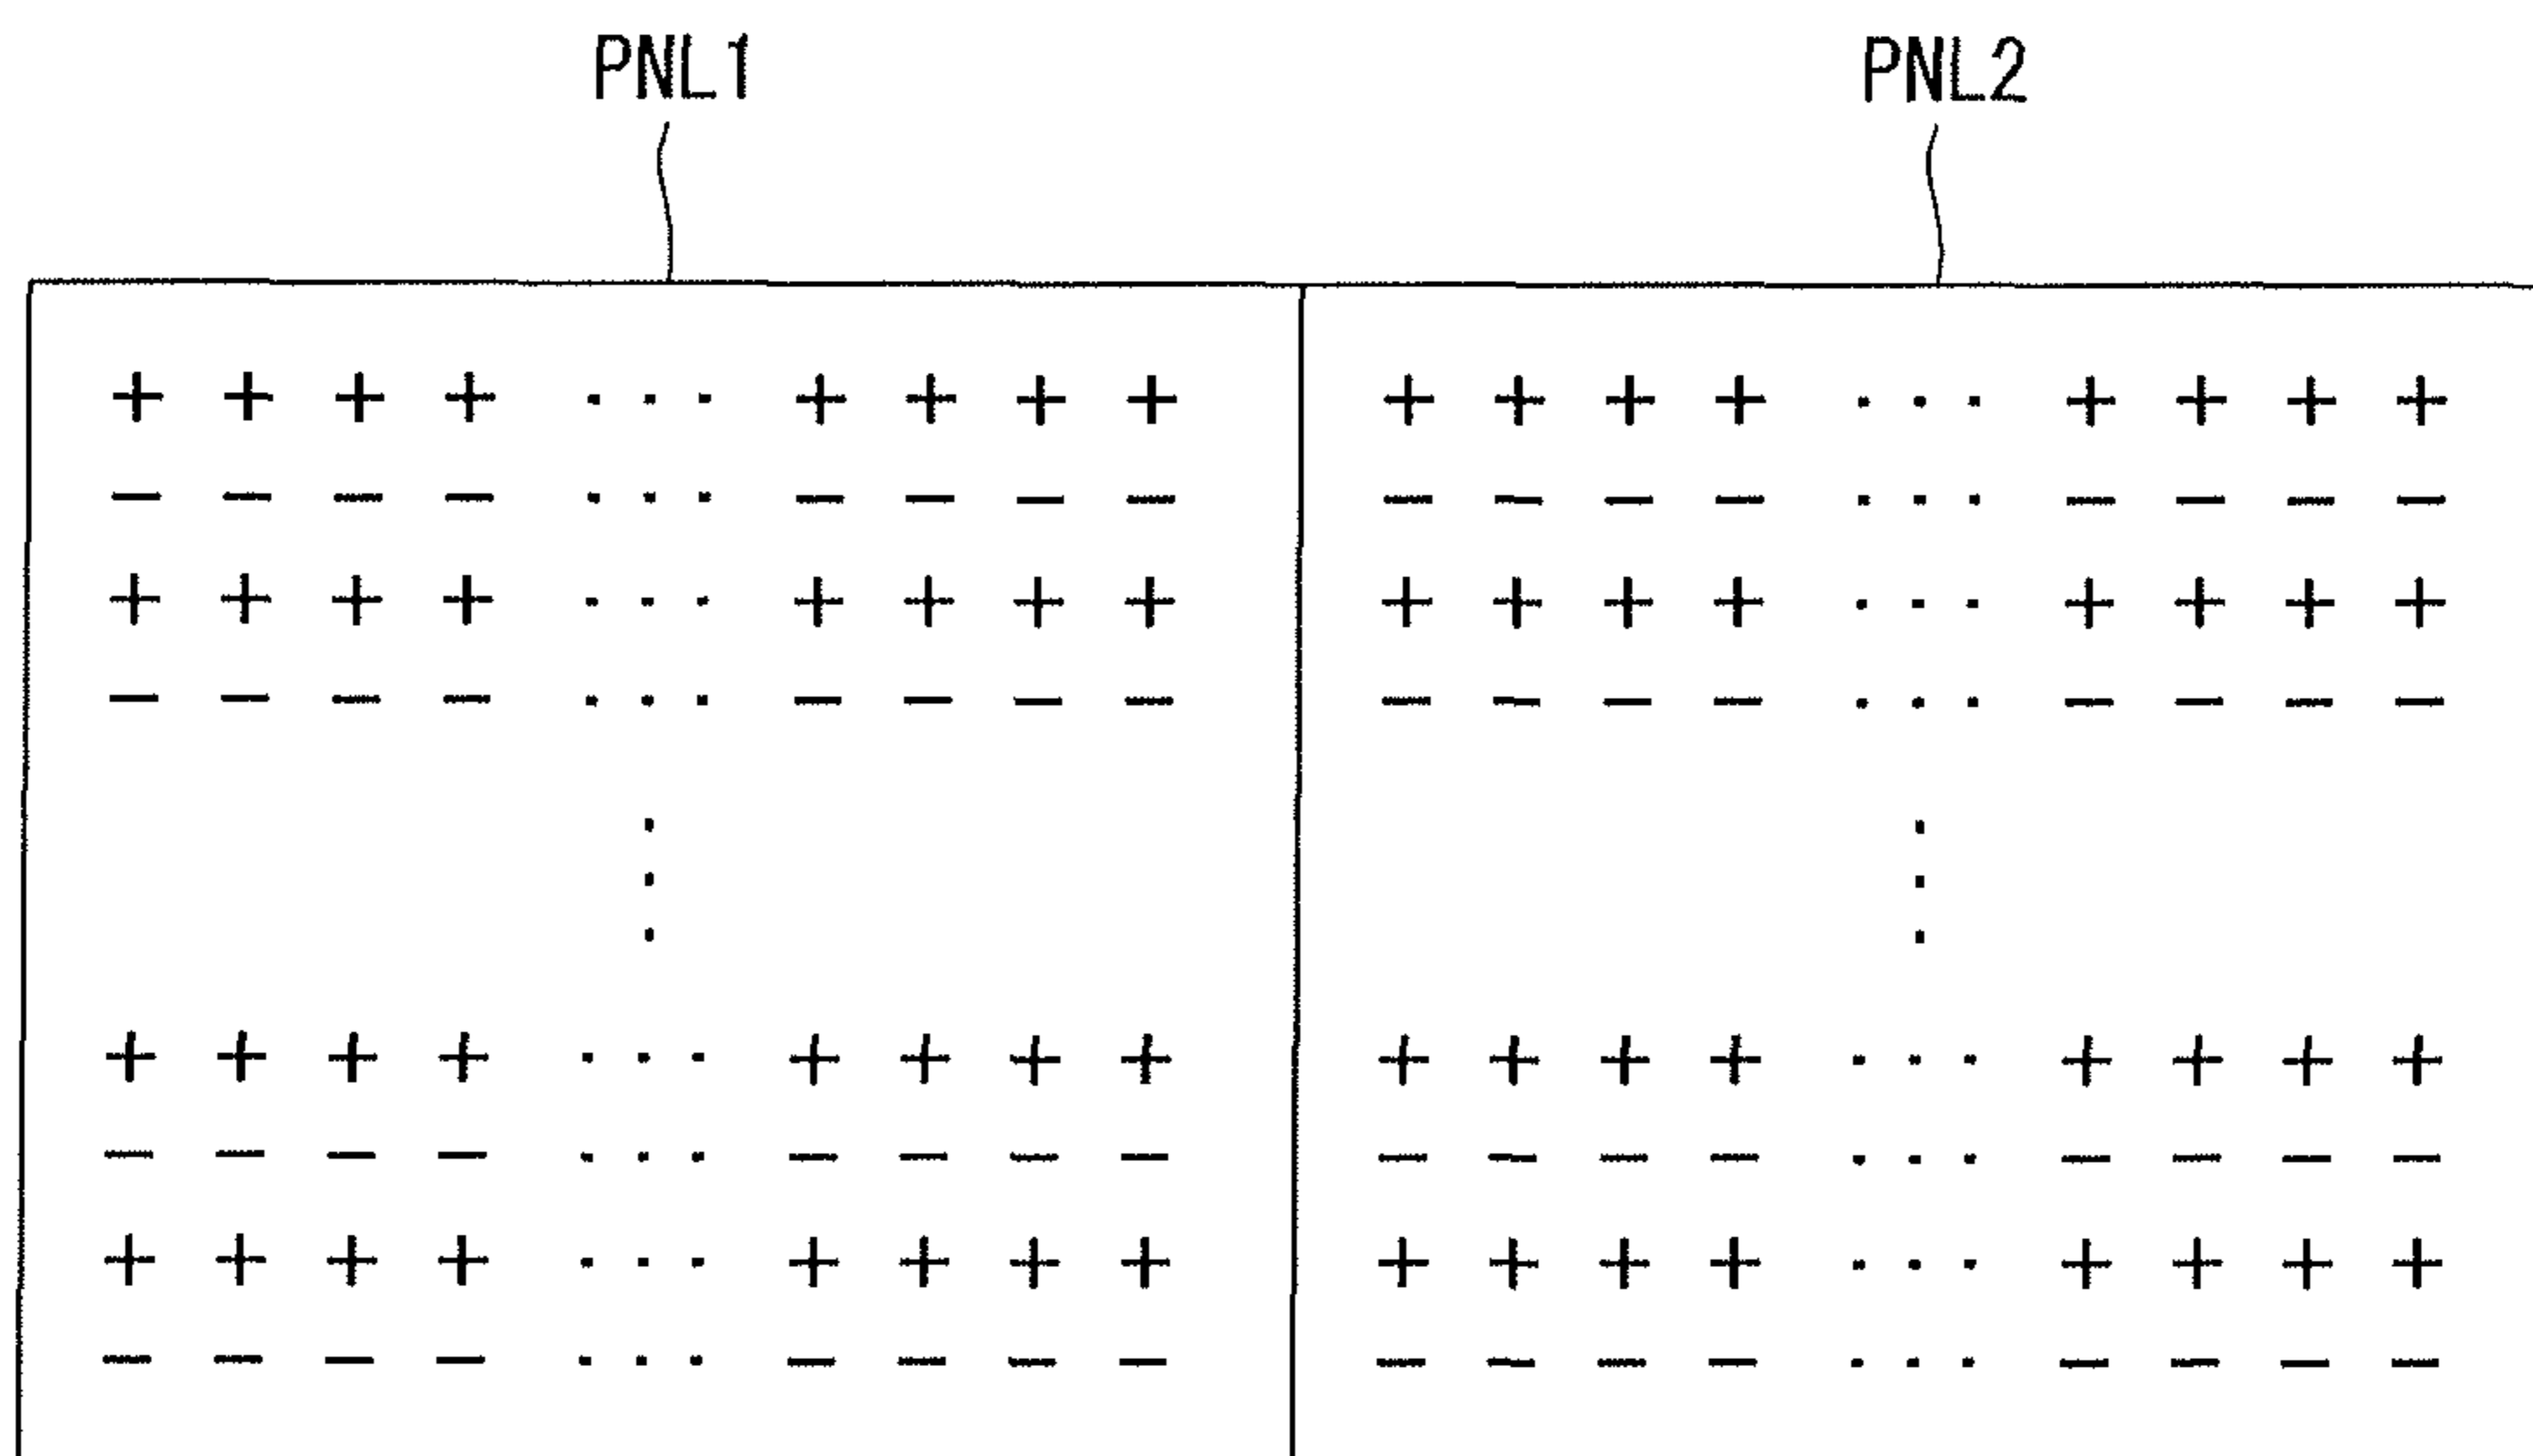 PNL1 PNL2
+ + + + . . . + + + + + + + + . . . + + + +
− − − − . . . − − − − − − − − . . . − − − −
+ + + + . . . + + + + + + + + . . . + + + +
− − − − . . . − − − − − − − − . . . − − − −
. .
. .
. .
+ + + + . . . + + + + + + + + . . . + + + +
− − − − . . . − − − − − − − − . . . − − − −
+ + + + . . . + + + + + + + + . . . + + + +
− − − − . . . − − − − − − − − . . . − − − −